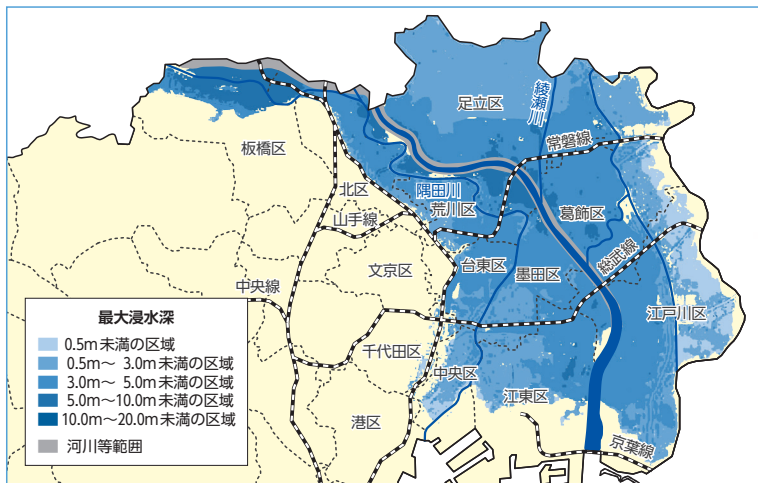 足立区
綾瀬川
板橋区
常磐線
北区
隅田川
荒川区
葛飾区
山手線
台東区
総武線
文京区
墨田区
中央線
江戸川区
千代田区
中央区
江東区
港区
京葉線
最大浸水深
0.5m未満の区域
0.5m～ 3.0m未満の区域
3.0m～ 5.0m未満の区域
5.0m～10.0m未満の区域
10.0m～20.0m未満の区域
河川等範囲